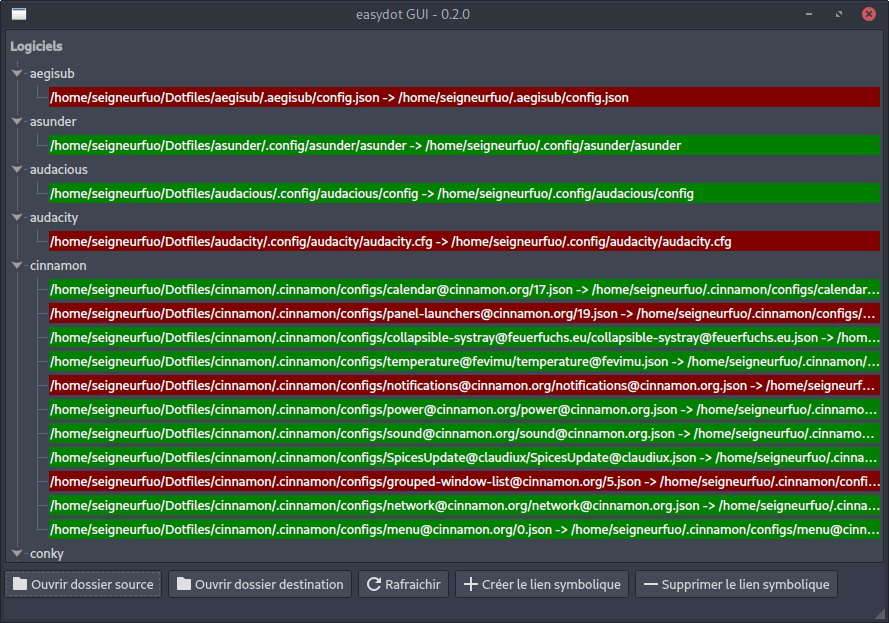 easydot GUI - 0.2.0
Logiciels
aegisub
/home/seigneurfuo/Dotfiles/aegisub/.aegisub/config.json -> /home/seigneurfuo/.aegisub/config.json
asunder
/home/seigneurfuo/Dotfiles/asunder/.config/asunder/asunder -> /home/seigneurfuo/.config/asunder/asunder
audacious
/home/seigneurfuo/Dotfiles/audacious/.config/audacious/config -> /home/seigneurfuo/.config/audacious/config
audacity
/home/seigneurfuo/Dotfiles/audacity/.config/audacity/audacity.cfg -> /home/seigneurfuo/.config/audacity/audacity.cfg
cinnamon
/home/seigneurfuo/Dotfiles/cinnamon/.cinnamon/configs/calendar@cinnamon.org/17.json -> /home/seigneurfuo/.cinnamon/configs/calendar...
/home/seigneurfuo/Dotfiles/cinnamon/.cinnamon/configs/panel-launchers@cinnamon.org/19.json -> /home/seigneurfuo/.cinnamon/configs/...
/home/seigneurfuo/Dotfiles/cinnamon/.cinnamon/configs/collapsible-systray@feuerfuchs.eu/collapsible-systray@feuerfuchs.eu.json -> /hom...
/home/seigneurfuo/Dotfiles/cinnamon/.cinnamon/configs/temperature@fevimu/temperature@fevimu.json -> /home/seigneurfuo/.cinnamon/...
/home/seigneurfuo/Dotfiles/cinnamon/.cinnamon/configs/notifications@cinnamon.org/notifications@cinnamon.org.json -> /home/seigneurf...
/home/seigneurfuo/Dotfiles/cinnamon/.cinnamon/configs/power@cinnamon.org/power@cinnamon.org.json -> /home/seigneurfuo/.cinnamo...
/home/seigneurfuo/Dotfiles/cinnamon/.cinnamon/configs/sound@cinnamon.org/sound@cinnamon.org.json -> /home/seigneurfuo/.cinnamo...
/home/seigneurfuo/Dotfiles/cinnamon/.cinnamon/configs/SpicesUpdate@claudiux/SpicesUpdate@claudiux.json -> /home/seigneurfuo/.cinna...
/home/seigneurfuo/Dotfiles/cinnamon/.cinnamon/configs/grouped-window-list@cinnamon.org/5.json -> /home/seigneurfuo/.cinnamon/confi...
/home/seigneurfuo/Dotfiles/cinnamon/.cinnamon/configs/network@cinnamon.org/network@cinnamon.org.json -> /home/seigneurfuo/.cinna...
/home/seigneurfuo/Dotfiles/cinnamon/.cinnamon/configs/menu@cinnamon.org/0.json -> /home/seigneurfuo/.cinnamon/configs/menu@cinn...
conky
Ouvrir dossier source Ouvrir dossier destination Rafraichir Créer le lien symbolique Supprimer le lien symbolique